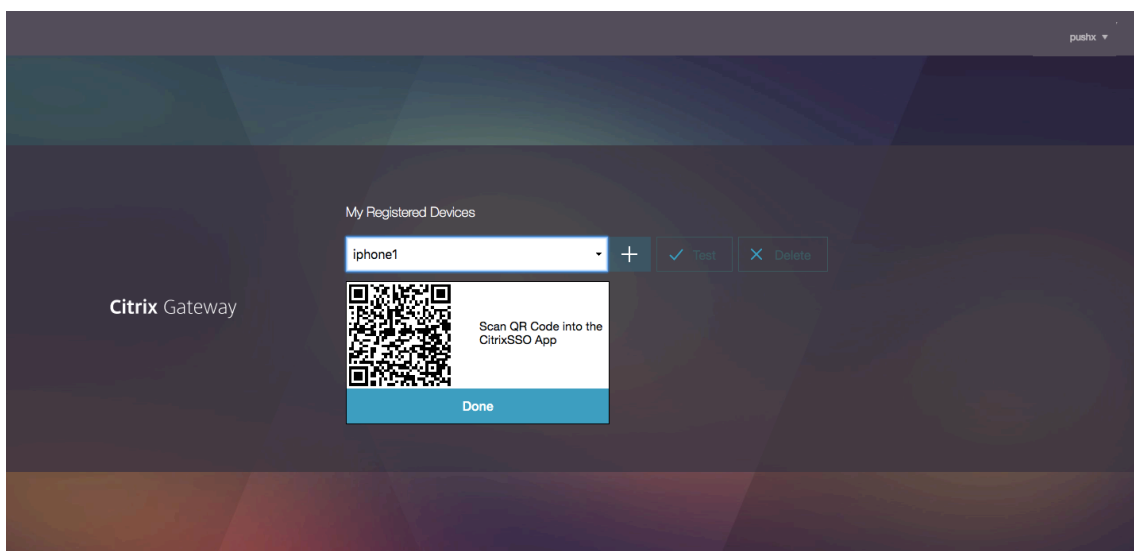 pushx
My Registered Devices
iphone1
Test
Delete
Citrix Gateway
Scan QR Code into the
CitrixSSO App
Done